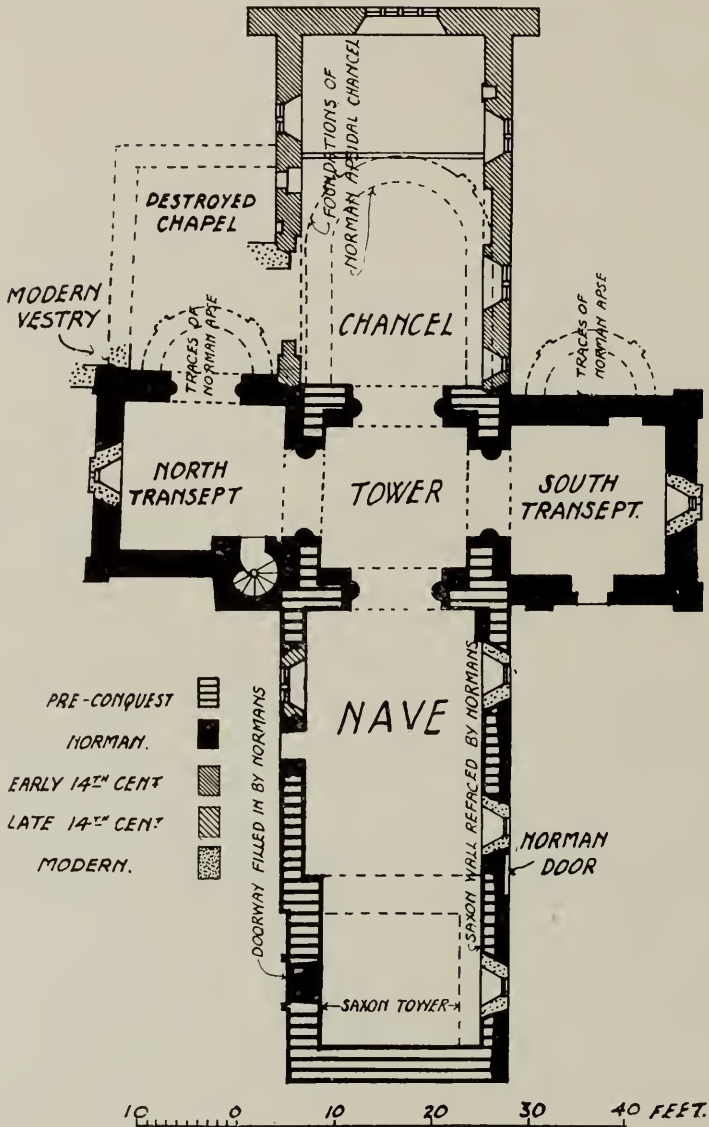 FOUNDATIONS OF
NORMAN APSIDAL CHANCEL
DESTROYED
CHAPEL
MODERN
VESTRY
TRACES OF
NORMAN APSE
CHANCEL
TRACES OF
NORMAN APSE
NORTH
TRANSEPT
TOWER
SOUTH
TRANSEPT.
PRE-CONQUEST
NORMAN.
EARLY 14TH CENT
LATE 14TH CENT
MODERN.
DOORWAY FILLED IN BY NORMANS
NAVE
SAXON WALL REFACED BY NORMANS
NORMAN
DOOR
SAXON TOWER
10 0 10 20 30 40 FEET.